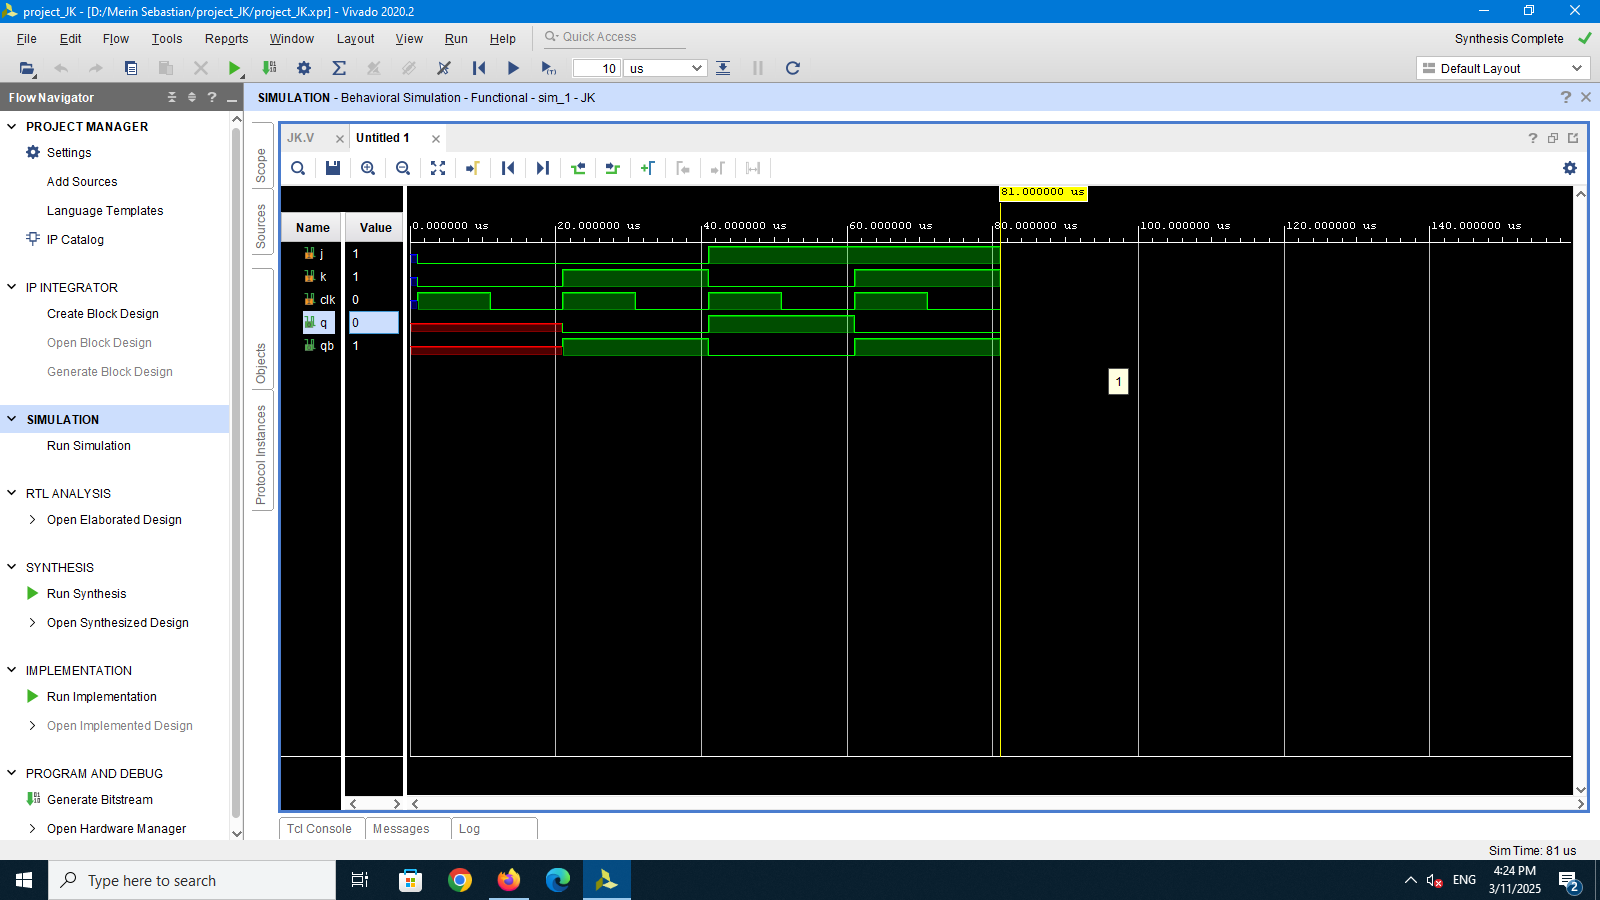 project_JK - [D:/Merin Sebastian/project_JK/project_JK.xpr] - Vivado 2020.2
File Edit Flow Tools Reports Window Layout View Run Help Quick Access
Synthesis Complete
10 us
Default Layout
Flow Navigator
SIMULATION - Behavioral Simulation - Functional - sim_1 - JK
PROJECT MANAGER
Settings
Add Sources
Language Templates
IP Catalog
IP INTEGRATOR
Create Block Design
Open Block Design
Generate Block Design
SIMULATION
Run Simulation
RTL ANALYSIS
Open Elaborated Design
SYNTHESIS
Run Synthesis
Open Synthesized Design
IMPLEMENTATION
Run Implementation
Open Implemented Design
PROGRAM AND DEBUG
Generate Bitstream
Open Hardware Manager
Scope
Sources
Objects
Protocol Instances
JK.V Untitled 1
81.000000 us
Name Value
0.000000 us 20.000000 us 40.000000 us 60.000000 us 80.000000 us 100.000000 us 120.000000 us 140.000000 us
j 1
k 1
clk 0
q 0
qb 1
1
Tcl Console Messages Log
Sim Time: 81 us
Type here to search
ENG
4:24 PM
3/11/2025
2